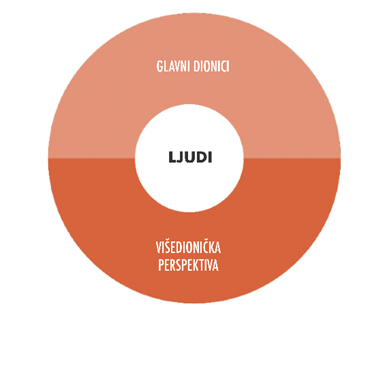 GLAVNI DIONICI
LJUDI
VIŠEDIONIČKA
PERSPEKTIVA